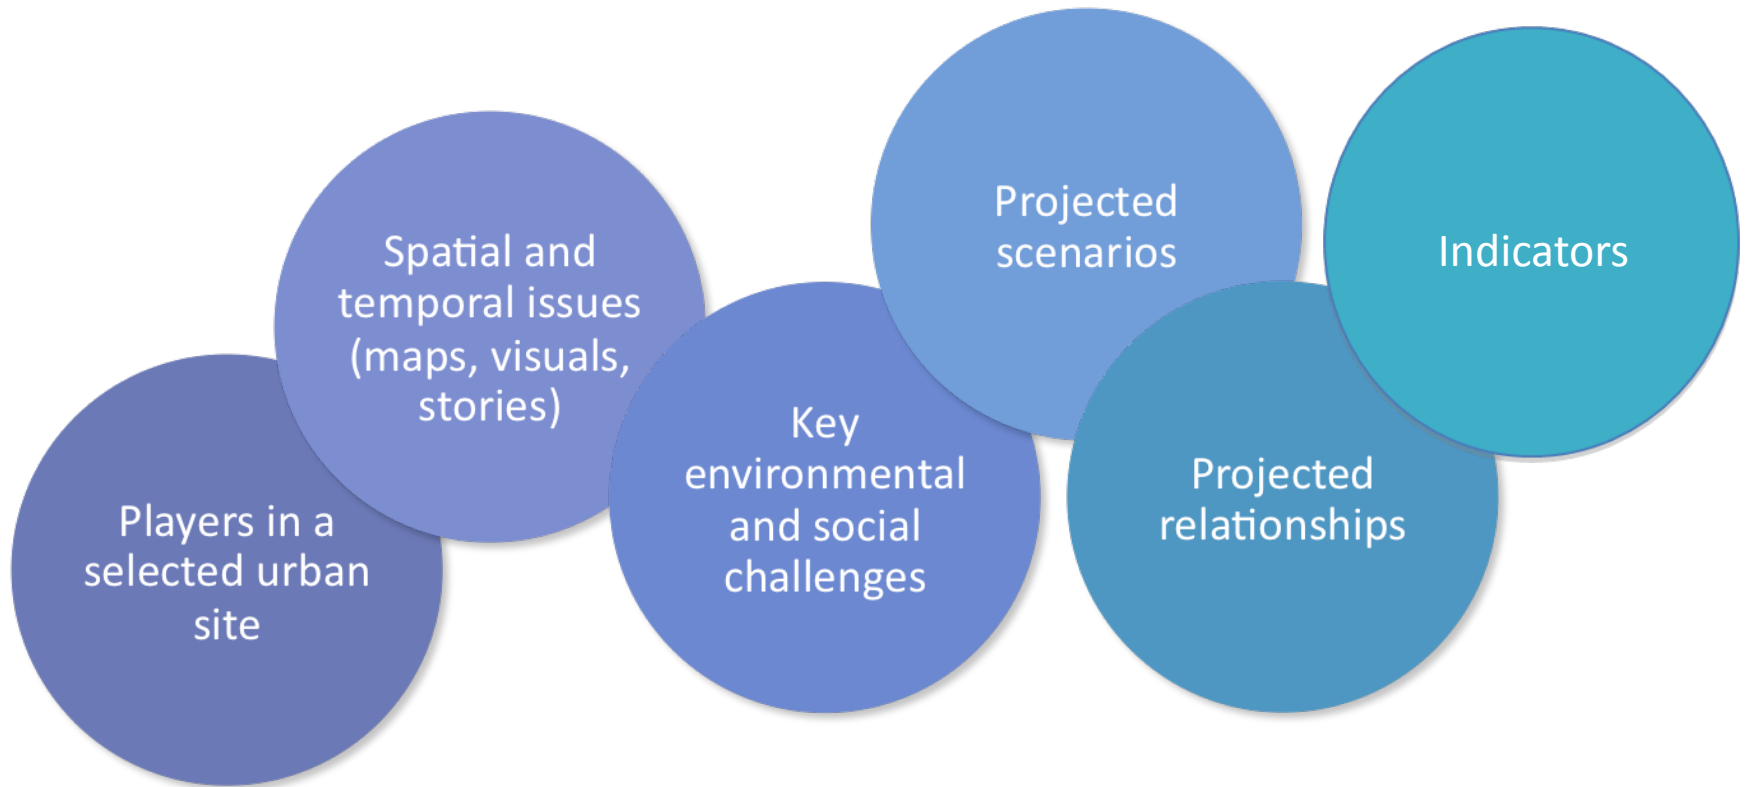 Players in a
selected urban
site
Spatial and
temporal issues
(maps, visuals,
stories)
Key
environmental
and social
challenges
Projected
scenarios
Projected
relationships
Indicators